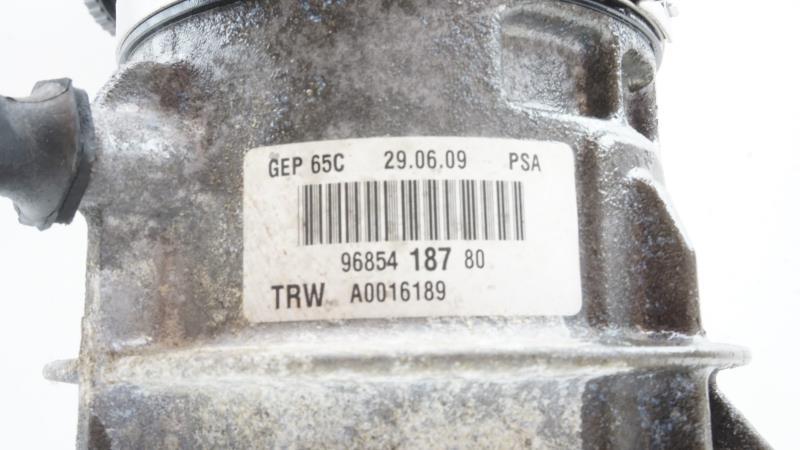 GEP 65C 29.06.09 PSA
96854 187 80
TRW A0016189